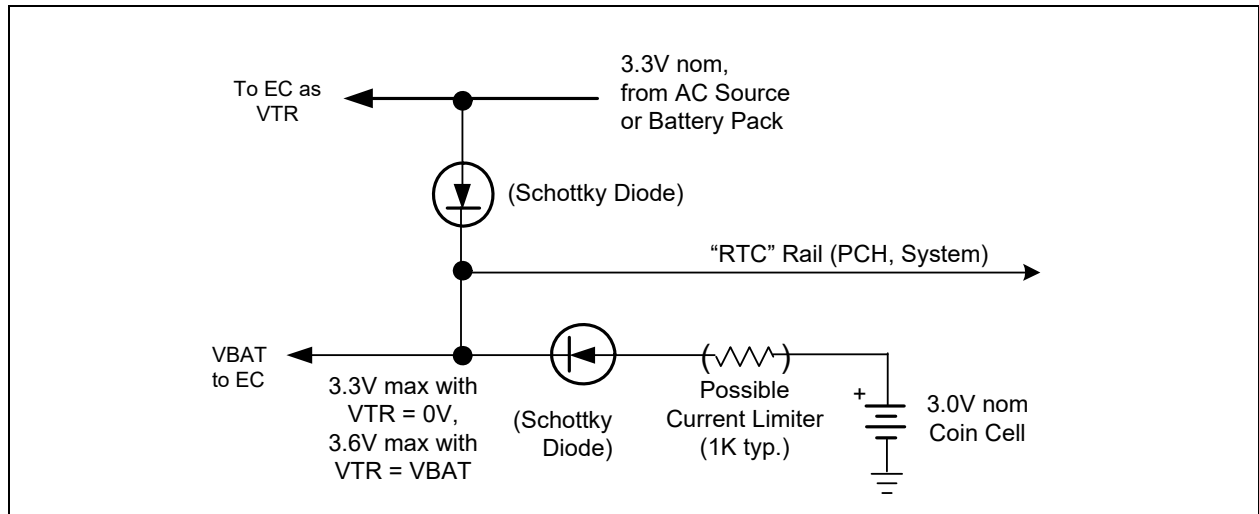 To EC as
VTR
3.3V nom,
from AC Source
or Battery Pack
(Schottky Diode)
“RTC” Rail (PCH, System)
VBAT
to EC
3.3V max with
VTR = 0V,
3.6V max with
VTR = VBAT
(Schottky
Diode)
( )
Possible
Current Limiter
(1K typ.)
+
3.0V nom
Coin Cell